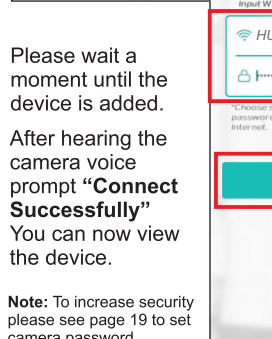 Input W
HU
Please wait a
moment until the
device is added.
After hearing the
camera voice
prompt “Connect
Successfully”
You can now view
the device.
*Choose s
password
Internet.
Note: To increase security
please see page 19 to set
camera password